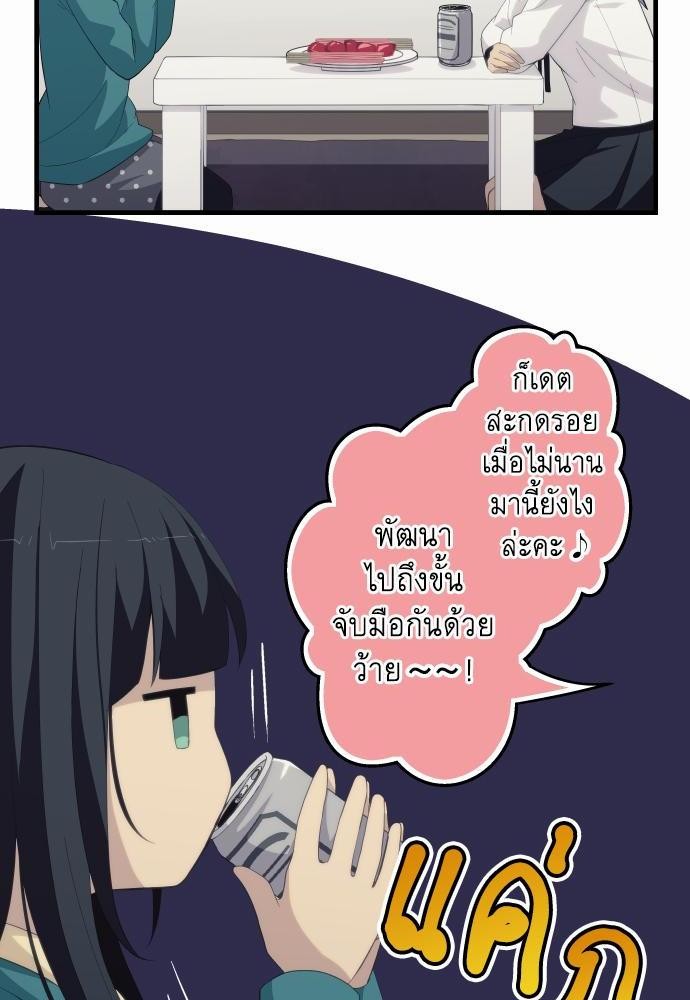 ก็เดต
สะกดรอย
เมื่อไม่นาน
มานี้ยังไง
ล่ะคะ♪
พัฒนา
ไปถึงขั้น
จับมือกันด้วย
ว้าย~~!
แค่ก